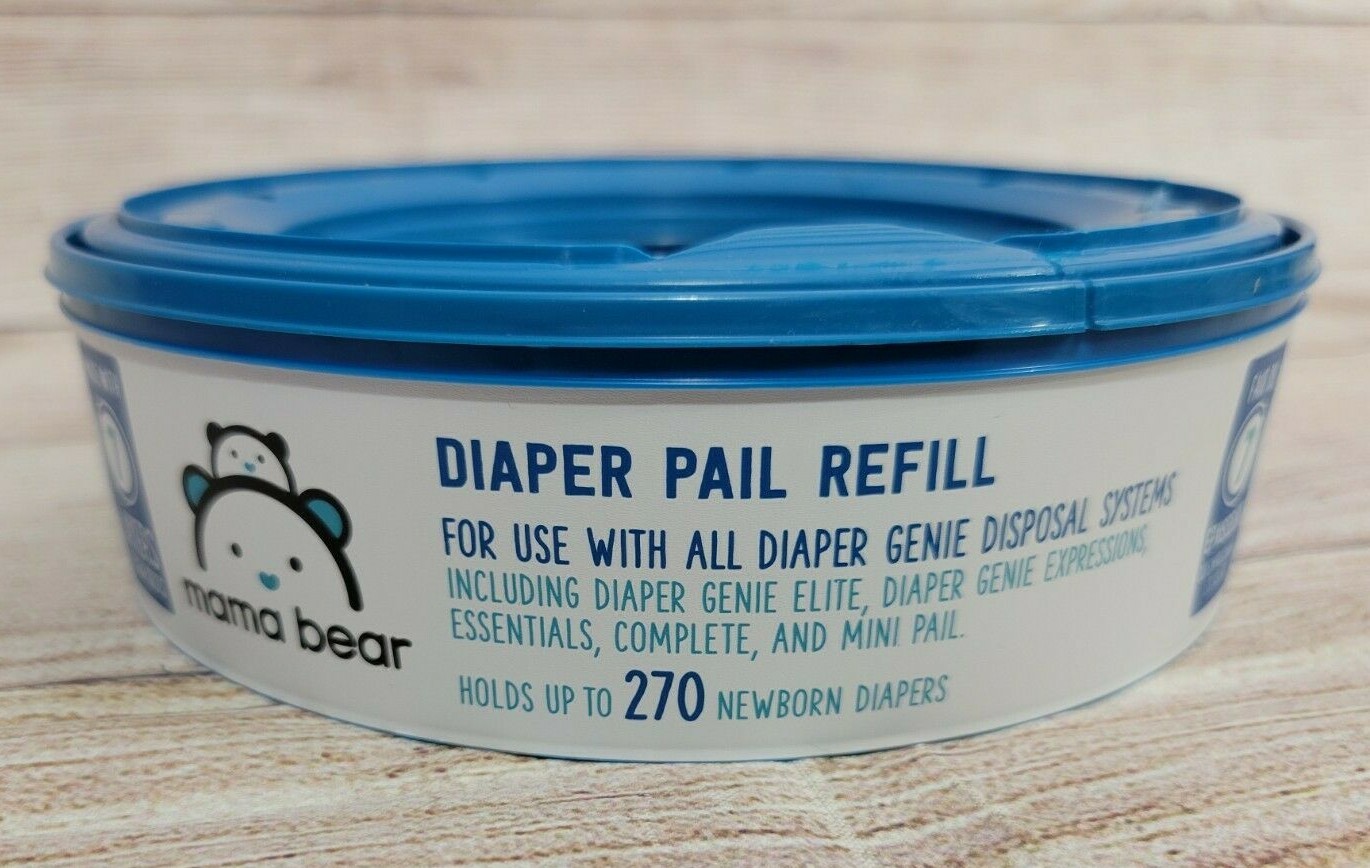 DIAPER PAIL REFILL
FOR USE WITH ALL DIAPER GENIE DISPOSAL SYSTEMS
INCLUDING DIAPER GENIE ELITE, DIAPER GENIE EXPRESSIONS,
ESSENTIALS, COMPLETE, AND MINI PAIL.
HOLDS UP TO 270 NEWBORN DIAPERS
mama bear
7